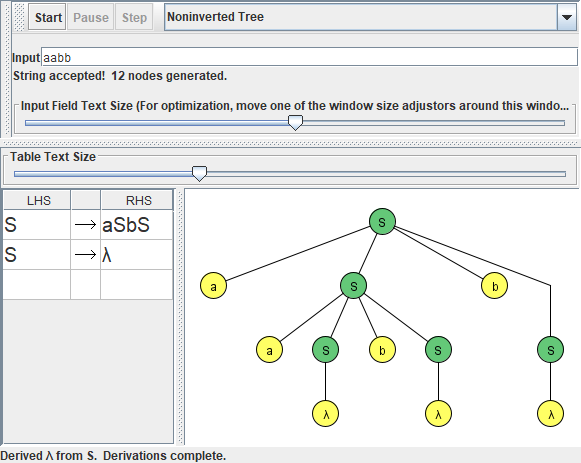 Start Pause Step Noninverted Tree
Input aabb
String accepted! 12 nodes generated.
Input Field Text Size (For optimization, move one of the window size adjustors around this windo...
Table Text Size
LHS RHS
S → aSbS
S → λ
S
a S b
a S b S S
λ λ λ
Derived λ from S. Derivations complete.